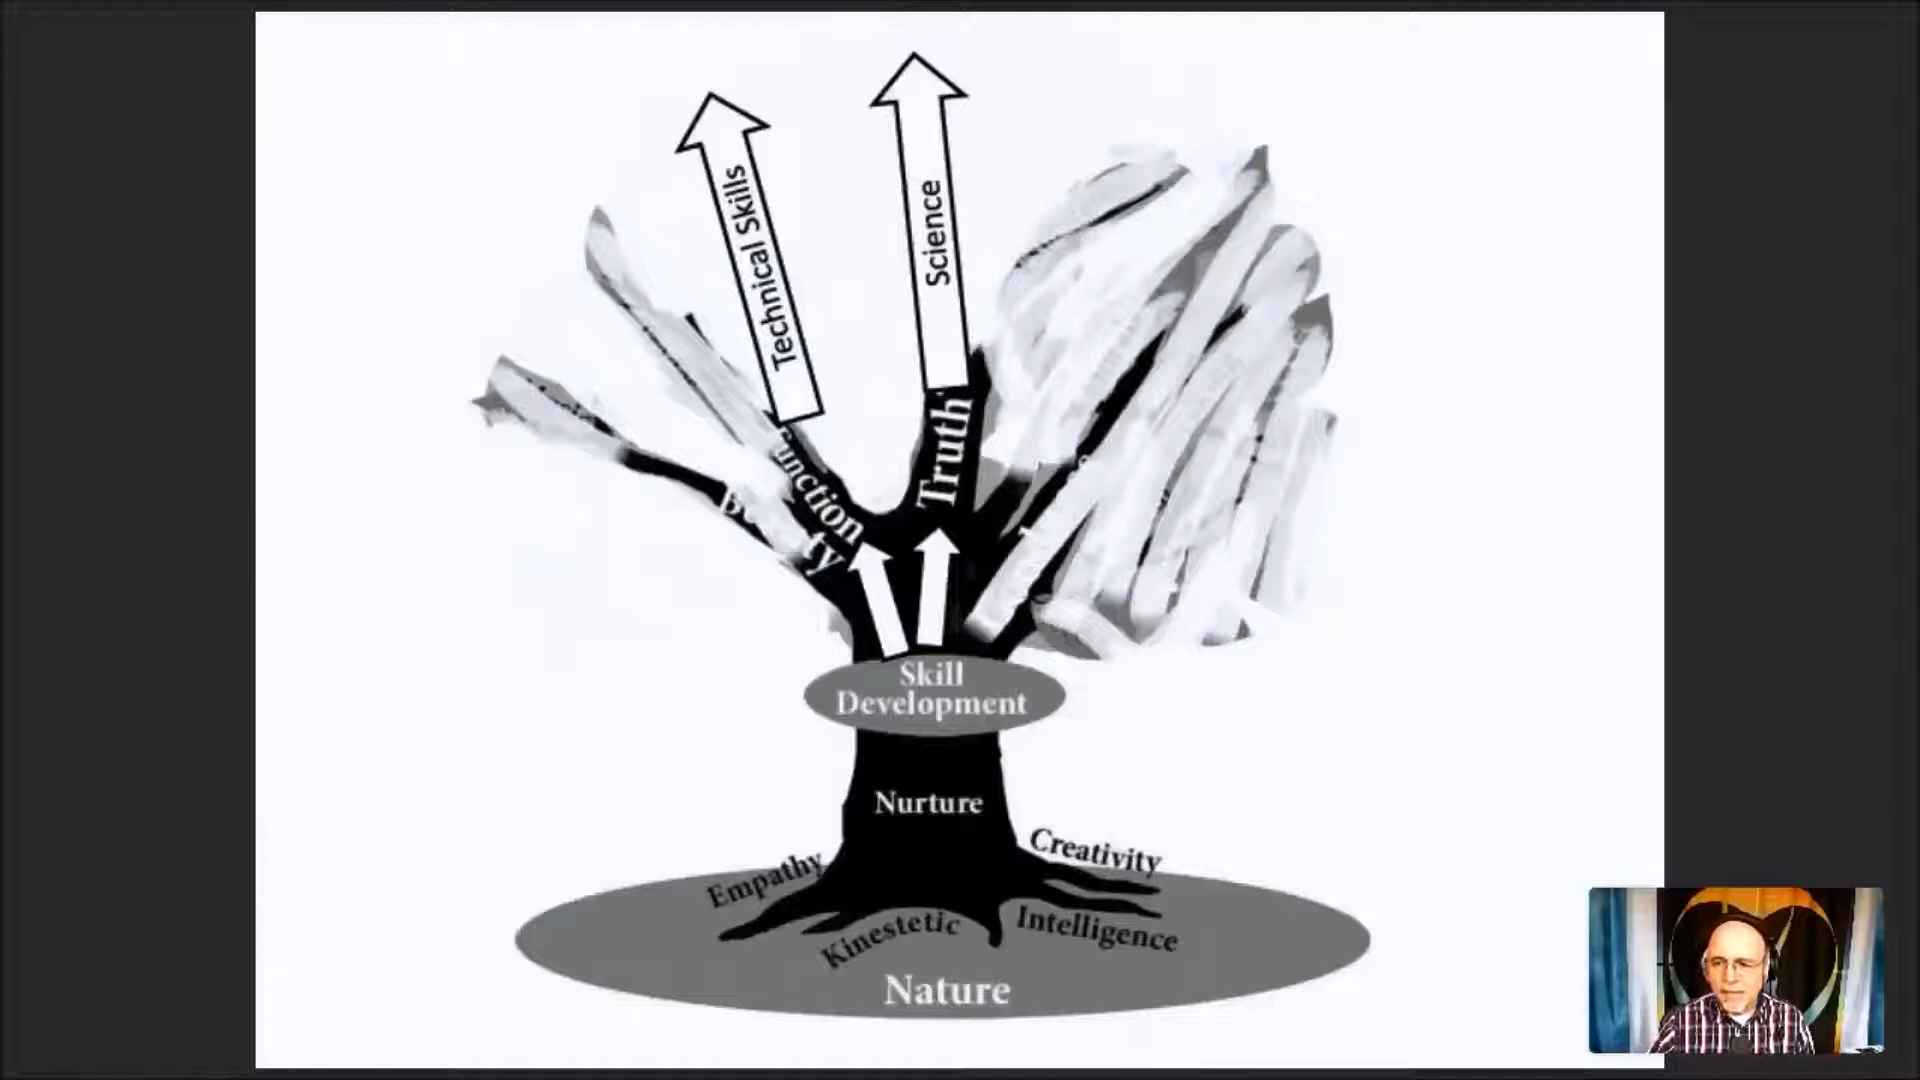 Technical Skills
Science
Truth
unction
Skill
Development
Nurture
Empathy
Creativity
Kinestetic
Intelligence
Nature